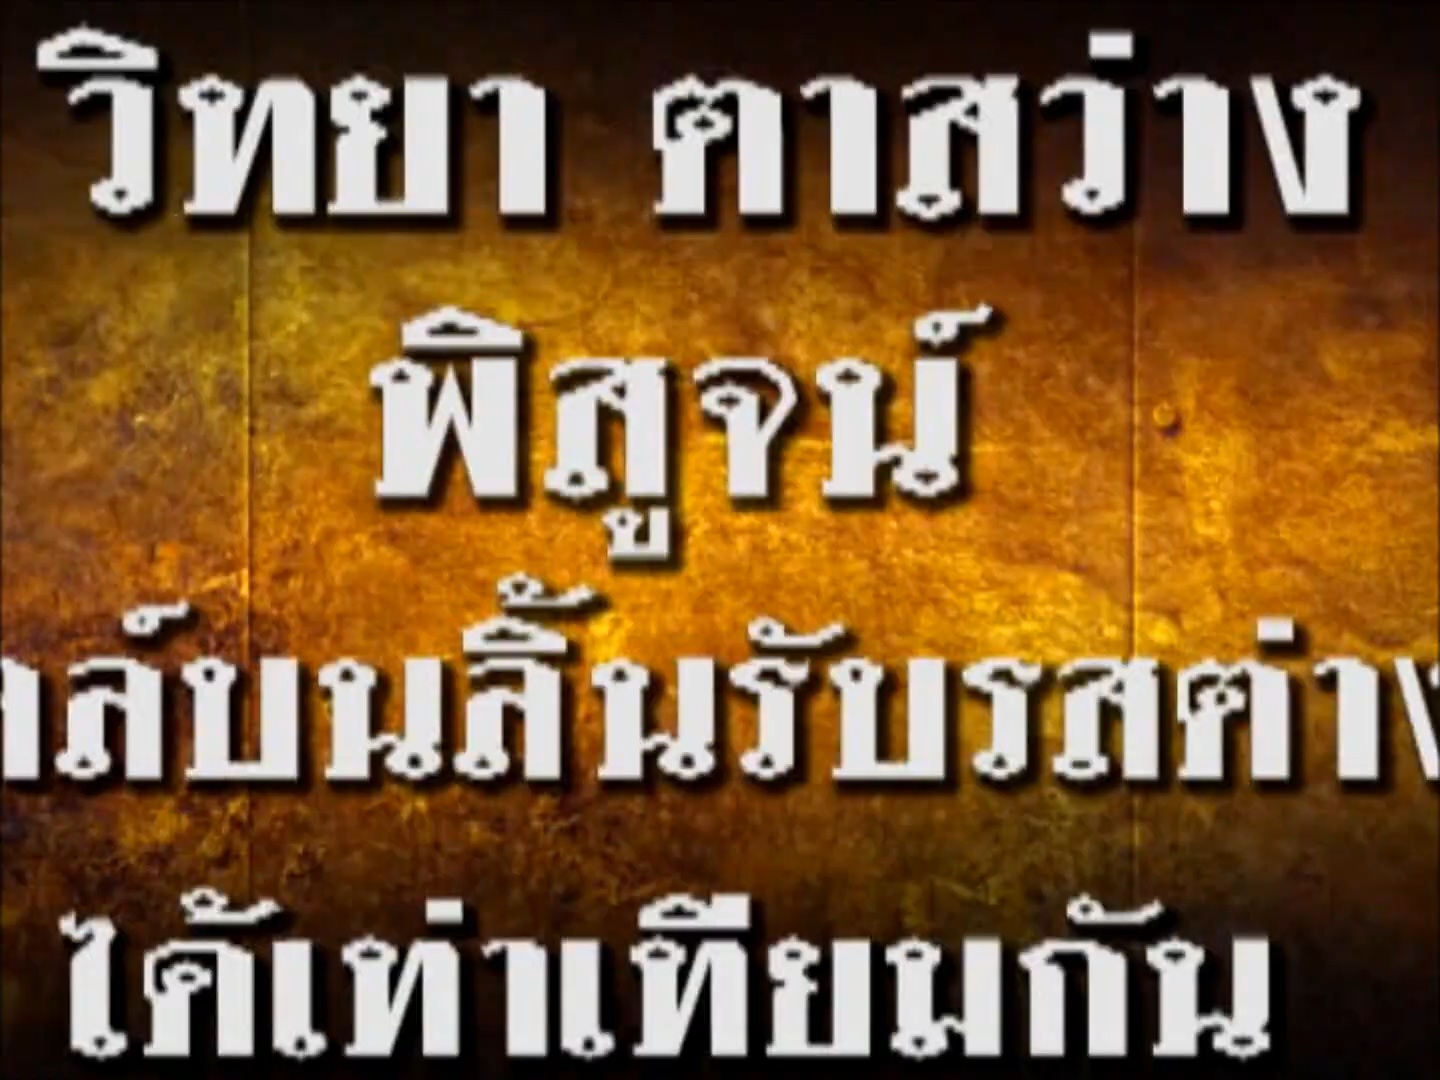 วิทยา ตาสว่าง
พิสูจน์
ลล์บนลิ้นรับรสต่าง
ได้เท่าเทียมกัน